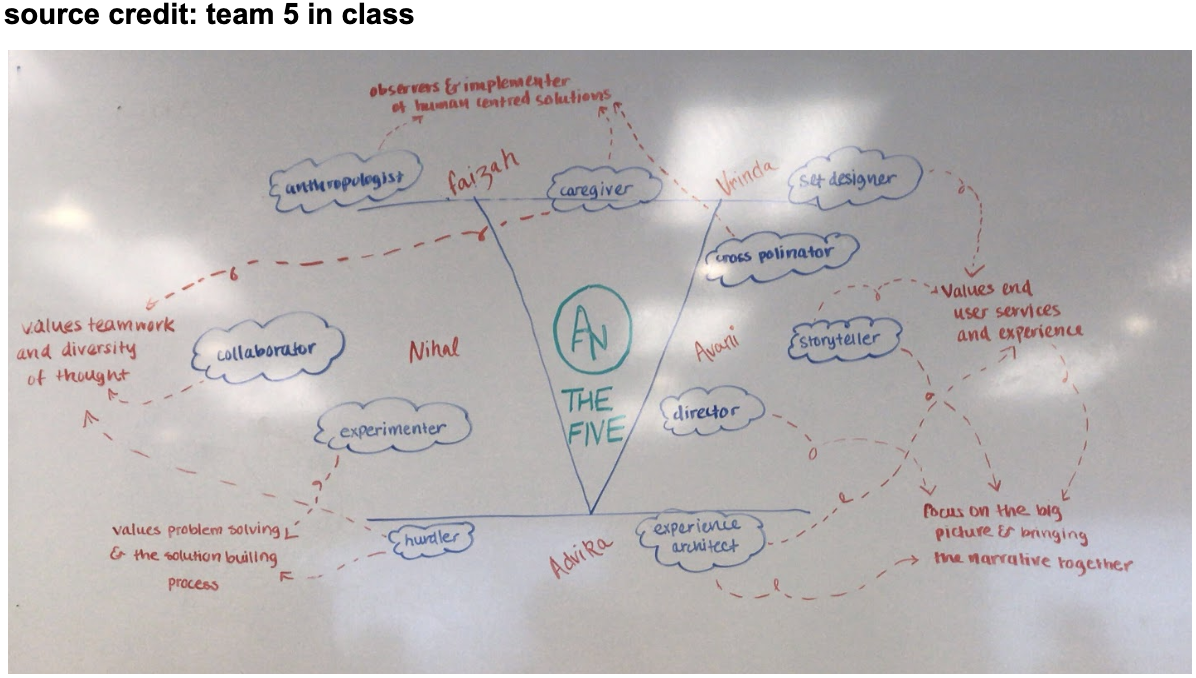 source credit: team 5 in class
observers & implementer
of human centred solutions
anthropologist
faizah
caregiver
Vrinda
set designer
cross polinator
values end
user services
and experience
values teamwork
and diversity
of thought
collaborator
Nihal
AN
THE
FIVE
Avani
storyteller
director
experimenter
values problem solving
& the solution builing
process
hurdler
Advika
experience
architect
focus on the big
picture & bringing
the narrative together